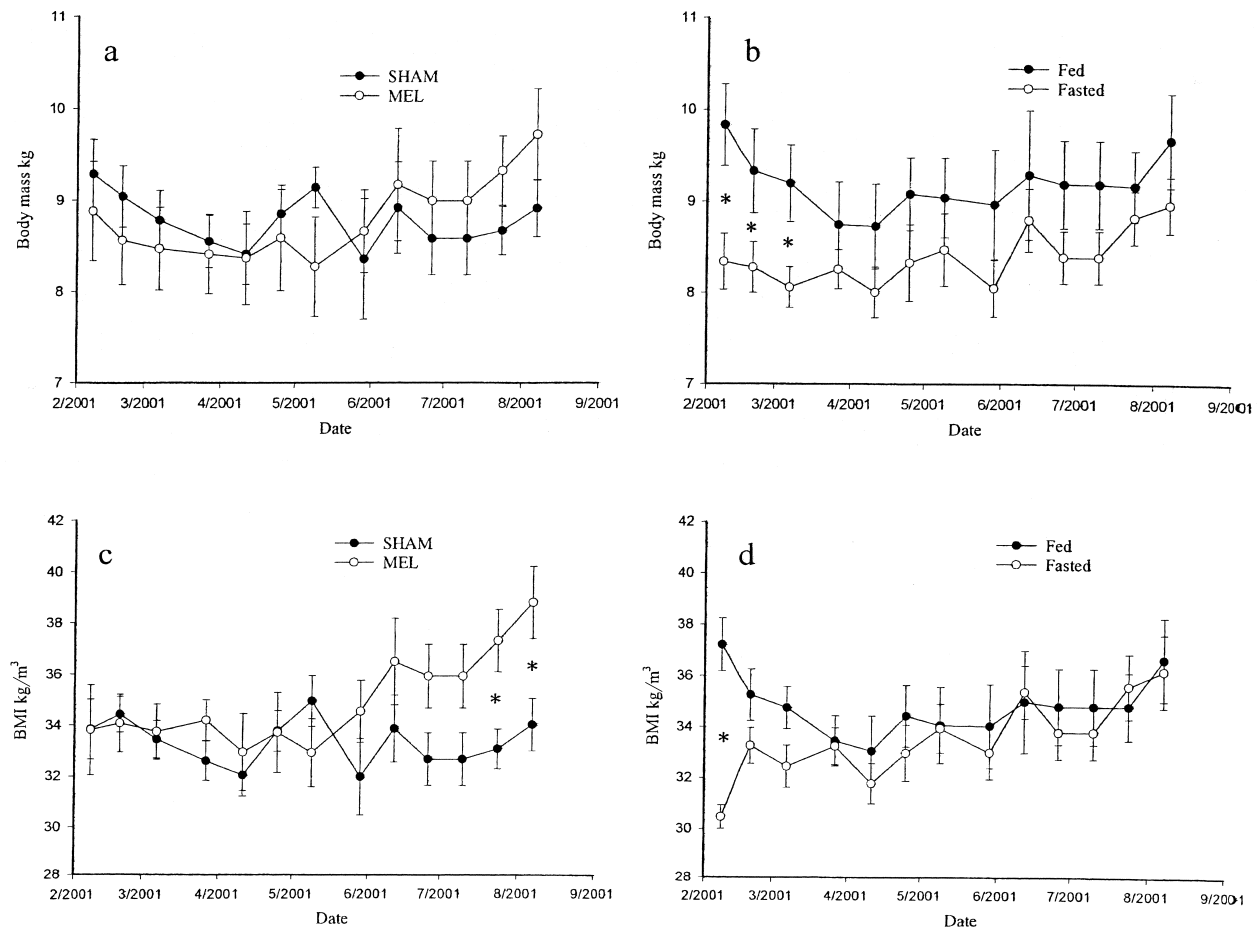 a
SHAM
MEL
Body mass kg
11
10
9
8
7
2/2001 3/2001 4/2001 5/2001 6/2001 7/2001 8/2001 9/2001
Date
b
Fed
Fasted
Body mass kg
11
10
9
8
7
* * *
2/2001 3/2001 4/2001 5/2001 6/2001 7/2001 8/2001 9/2001
Date
c
SHAM
MEL
BMI kg/m³
42
40
38
36
34
32
30
28
* *
2/2001 3/2001 4/2001 5/2001 6/2001 7/2001 8/2001 9/2001
Date
d
Fed
Fasted
BMI kg/m³
42
40
38
36
34
32
30
28
*
2/2001 3/2001 4/2001 5/2001 6/2001 7/2001 8/2001 9/2001
Date